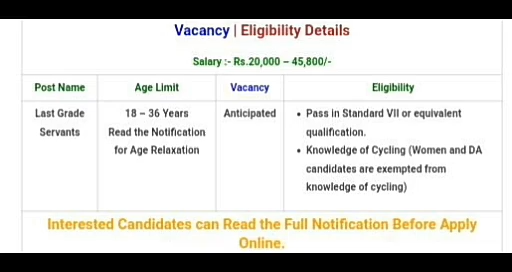 Vacancy | Eligibility Details
Salary :- Rs.20,000 – 45,800/-
Post Name Age Limit Vacancy Eligibility
Last Grade Servants
18 – 36 Years
Read the Notification
for Age Relaxation
Anticipated
• Pass in Standard VII or equivalent
qualification.
• Knowledge of Cycling (Women and DA
candidates are exempted from
knowledge of cycling)
Interested Candidates can Read the Full Notification Before Apply
Online.